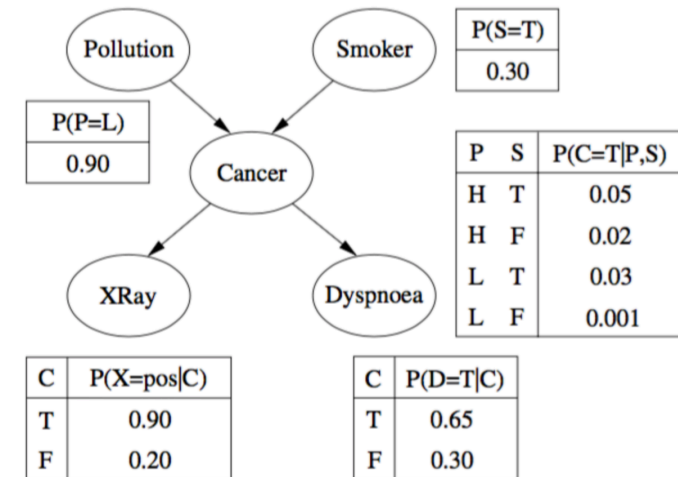 Pollution
Smoker
P(S=T)
0.30
P(P=L)
0.90
Cancer
P S P(C=T|P,S)
H T 0.05
H F 0.02
L T 0.03
L F 0.001
XRay
Dyspnoea
C P(X=pos|C)
T 0.90
F 0.20
C P(D=T|C)
T 0.65
F 0.30